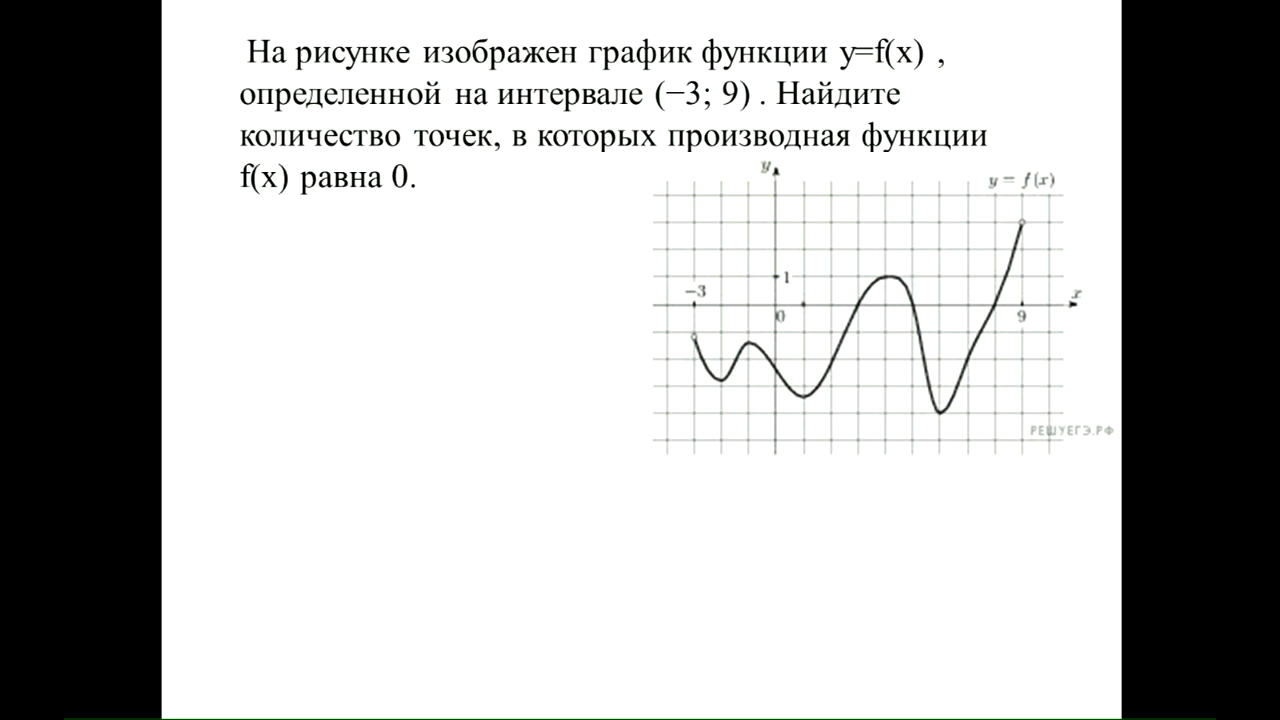 На рисунке изображен график функции y=f(x) ,
определенной на интервале (−3; 9) . Найдите
количество точек, в которых производная функции
f(x) равна 0.
y
y = f(x)
1
−3
x
0
9
РЕШУЕГЭ.РФ